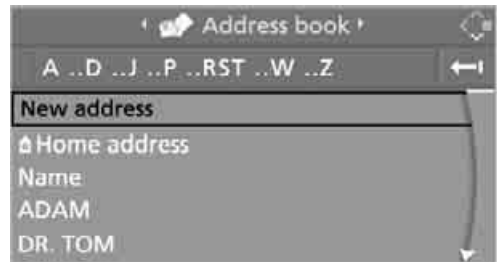 Address book
A ..D ..J ..P ..RST ..W ..Z
New address
Home address
Name
ADAM
DR. TOM